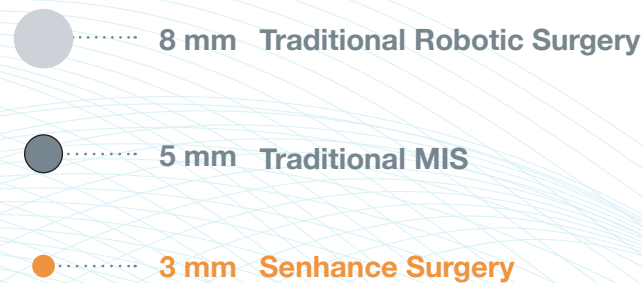 8 mm Traditional Robotic Surgery
5 mm Traditional MIS
3 mm Senhance Surgery